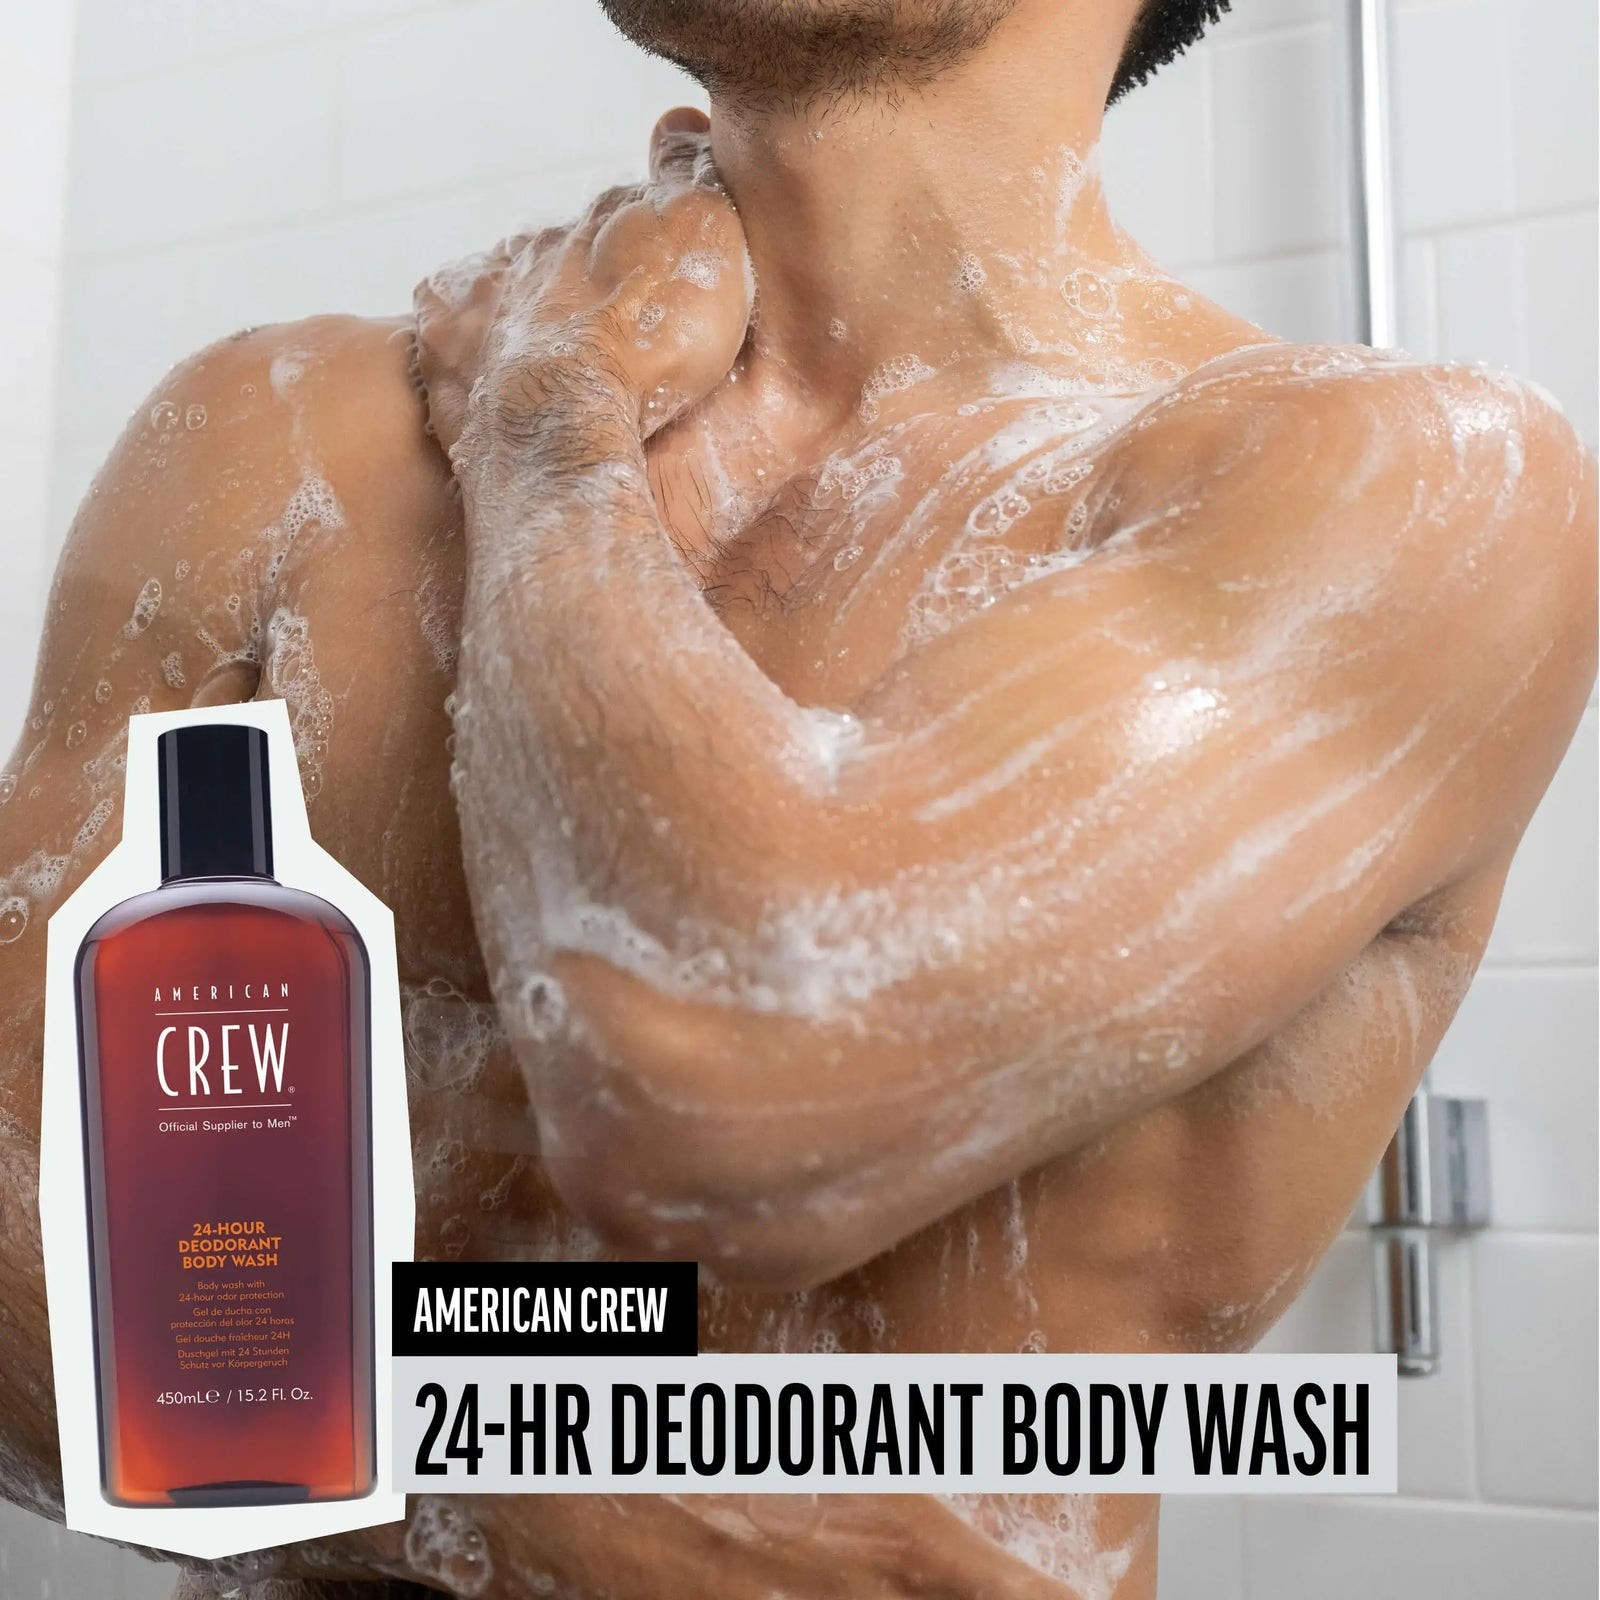 AMERICAN
CREW®
Official Supplier to Men™
24-HOUR
DEODORANT
BODY WASH
Body wash with
24-hour odor protection
Gel de ducha con
protección del olor 24 horas
Gel douche fraîcheur 24H
Duschgel mit 24 Stunden
Schutz vor Körpergeruch
450mL℮ / 15.2 Fl. Oz.
AMERICAN CREW
24-HR DEODORANT BODY WASH